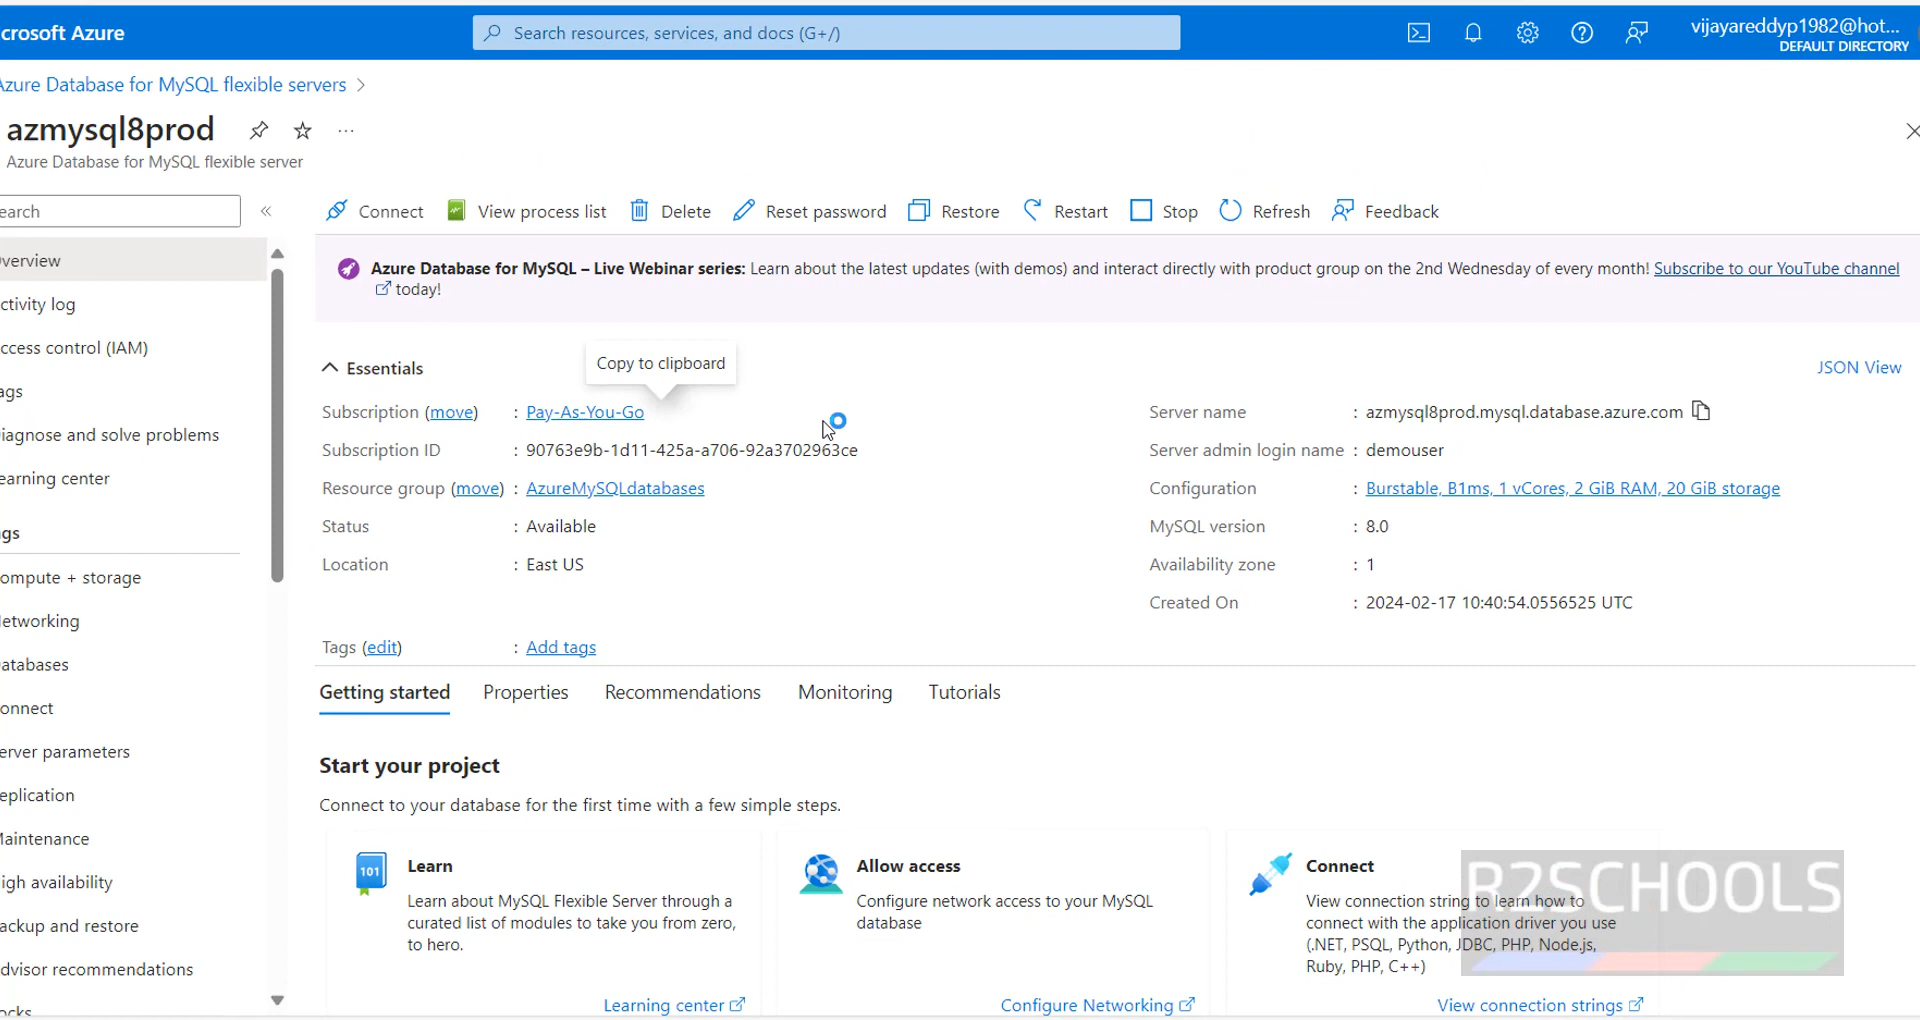 crosoft Azure
Search resources, services, and docs (G+/)
vijayareddyp1982@hot...
DEFAULT DIRECTORY
Azure Database for MySQL flexible servers >
azmysql8prod ...
Azure Database for MySQL flexible server
earch «
Connect View process list Delete Reset password Restore Restart Stop Refresh Feedback
Azure Database for MySQL – Live Webinar series: Learn about the latest updates (with demos) and interact directly with product group on the 2nd Wednesday of every month! Subscribe to our YouTube channel
today!
verview
ctivity log
ccess control (IAM)
ags
iagnose and solve problems
earning center
gs
ompute + storage
etworking
atabases
onnect
erver parameters
eplication
aintenance
igh availability
ackup and restore
dvisor recommendations
ocks
Copy to clipboard
Essentials
JSON View
Subscription (move) : Pay-As-You-Go
Subscription ID : 90763e9b-1d11-425a-a706-92a3702963ce
Resource group (move) : AzureMySQLdatabases
Status : Available
Location : East US
Server name : azmysql8prod.mysql.database.azure.com
Server admin login name : demouser
Configuration : Burstable, B1ms, 1 vCores, 2 GiB RAM, 20 GiB storage
MySQL version : 8.0
Availability zone : 1
Created On : 2024-02-17 10:40:54.0556525 UTC
Tags (edit) : Add tags
Getting started Properties Recommendations Monitoring Tutorials
Start your project
Connect to your database for the first time with a few simple steps.
101
Learn
Learn about MySQL Flexible Server through a
curated list of modules to take you from zero,
to hero.
Learning center
Allow access
Configure network access to your MySQL
database
Configure Networking
Connect
View connection string to learn how to
connect with the application driver you use
(.NET, PSQL, Python, JDBC, PHP, Node.js,
Ruby, PHP, C++)
View connection strings
R2SCHOOLS